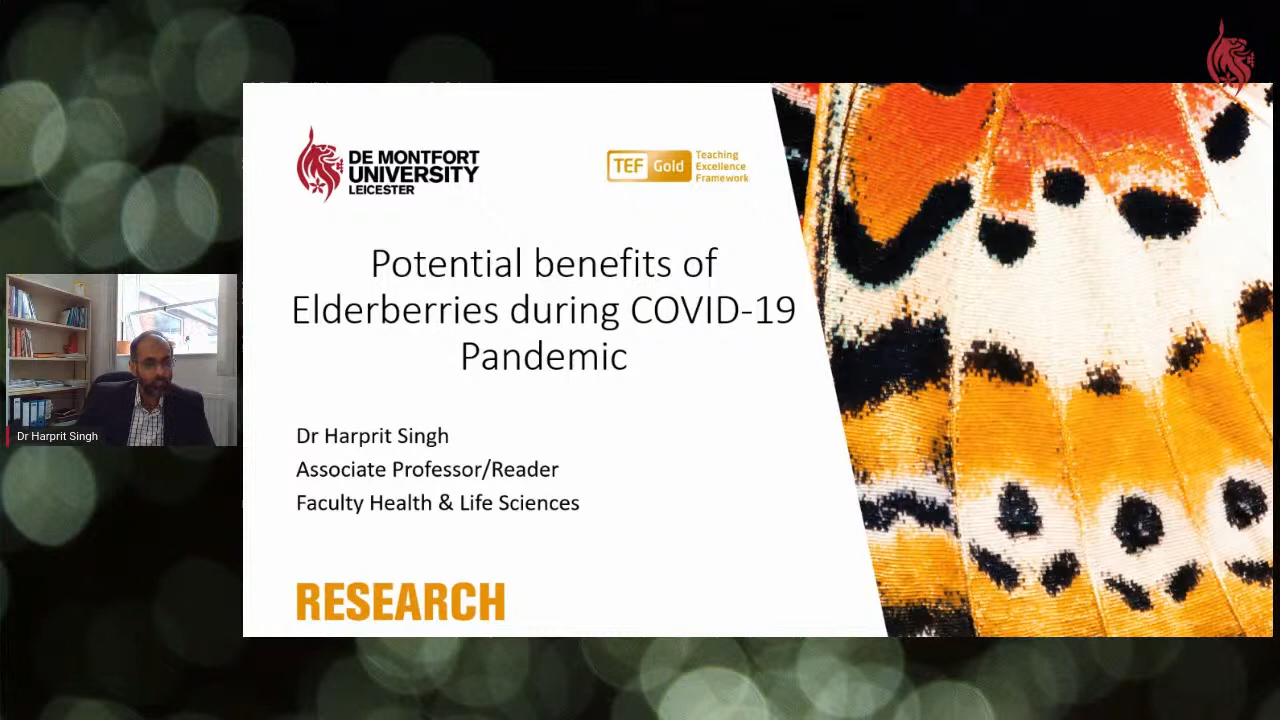 DE MONTFORT
UNIVERSITY
LEICESTER
TEF Gold
Teaching
Excellence
Framework
Potential benefits of
Elderberries during COVID-19
Pandemic
Dr Harprit Singh
Associate Professor/Reader
Faculty Health & Life Sciences
RESEARCH
Dr Harprit Singh